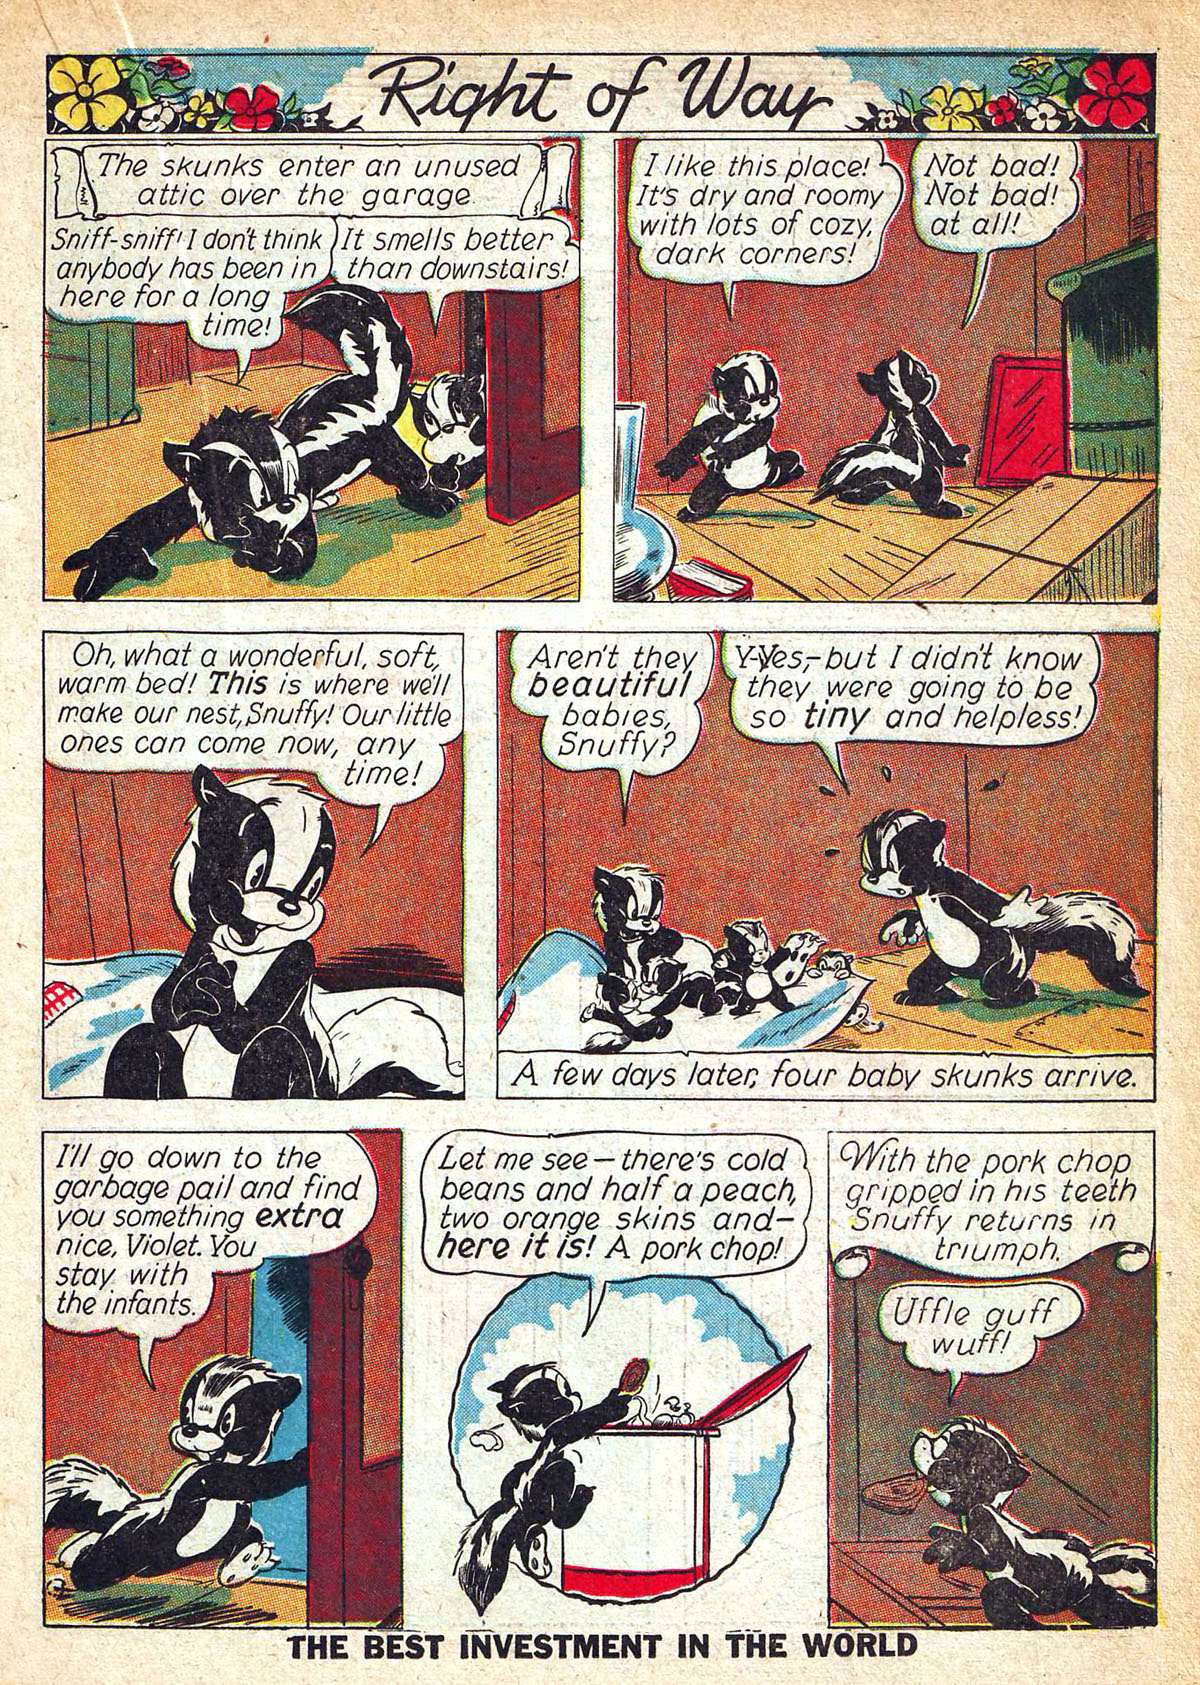 Right of Way
The skunks enter an unused
attic over the garage.
Sniff-sniff! I don't think
anybody has been in
here for a long
time!
It smells better
than downstairs!
I like this place!
It's dry and roomy
with lots of cozy,
dark corners!
Not bad!
Not bad!
at all!
Oh, what a wonderful, soft,
warm bed! This is where we'll
make our nest, Snuffy! Our little
ones can come now, any
time!
Aren't they
beautiful
babies,
Snuffy?
Y-Yes,- but I didn't know
they were going to be
so tiny and helpless!
A few days later, four baby skunks arrive.
I'll go down to the
garbage pail and find
you something extra
nice, Violet. You
stay with
the infants.
Let me see — there's cold
beans and half a peach,
two orange skins and—
here it is! A pork chop!
With the pork chop
gripped in his teeth
Snuffy returns in
triumph.
Uffle guff
wuff!
THE BEST INVESTMENT IN THE WORLD